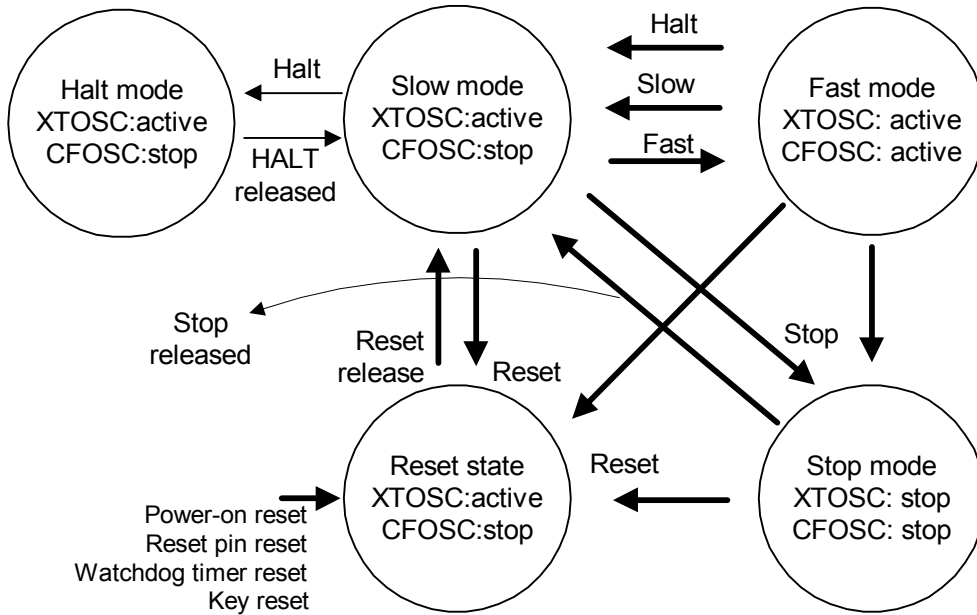 Halt mode
XTOSC:active
CFOSC:stop
Halt
HALT
released
Slow mode
XTOSC:active
CFOSC:stop
Halt
Slow
Fast
Fast mode
XTOSC: active
CFOSC: active
Stop
released
Reset
release
Reset
Stop
Reset state
XTOSC:active
CFOSC:stop
Reset
Stop mode
XTOSC: stop
CFOSC: stop
Power-on reset
Reset pin reset
Watchdog timer reset
Key reset